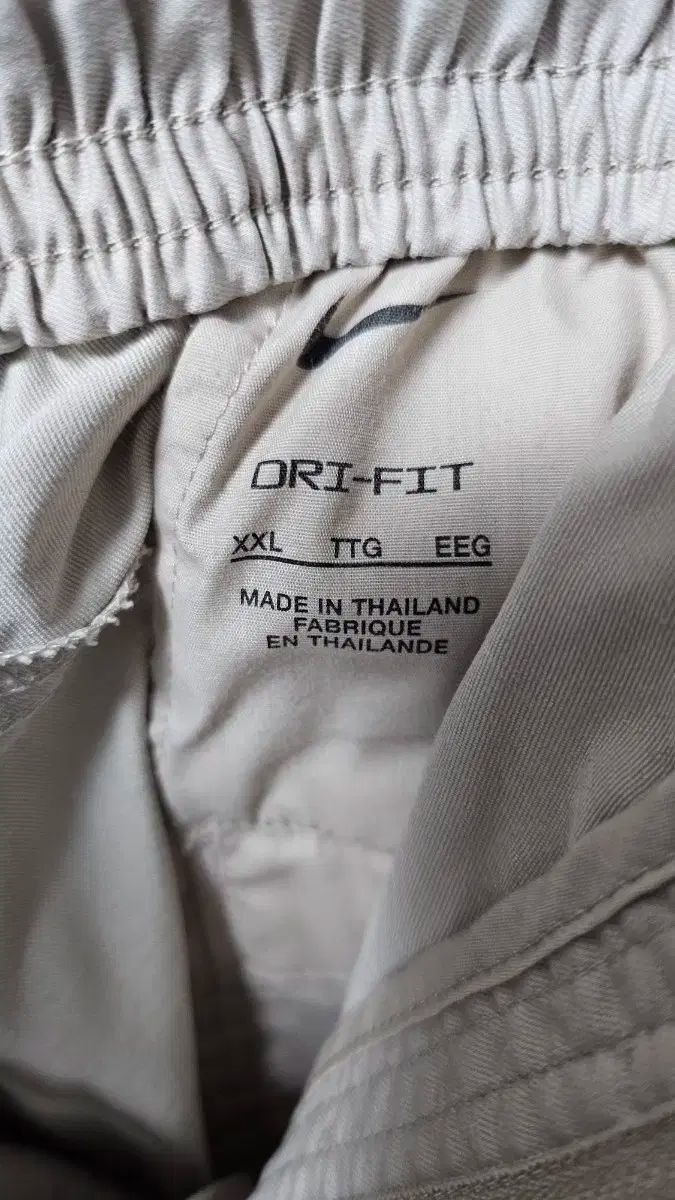 DRI-FIT
XXL TTG EEG
MADE IN THAILAND
FABRIQUE
EN THAILANDE